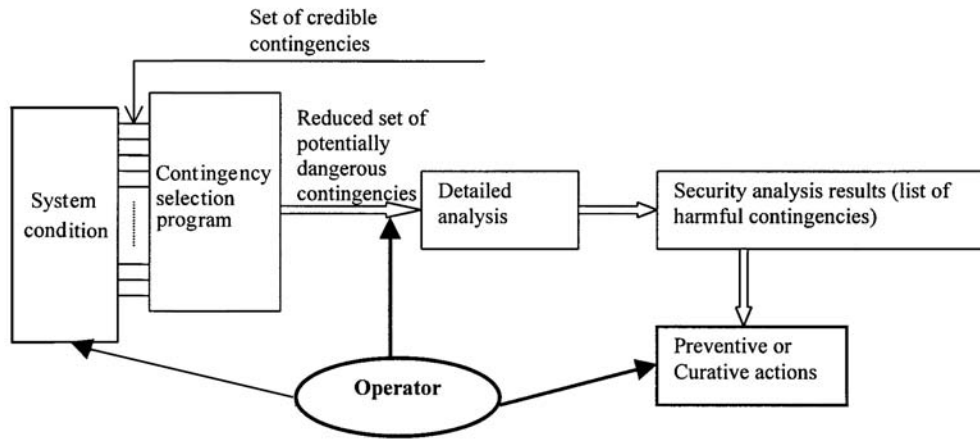 Set of credible
contingencies
System
condition
Contingency
selection
program
Reduced set of
potentially
dangerous
contingencies
Detailed
analysis
Security analysis results (list of
harmful contingencies)
Preventive or
Curative actions
Operator